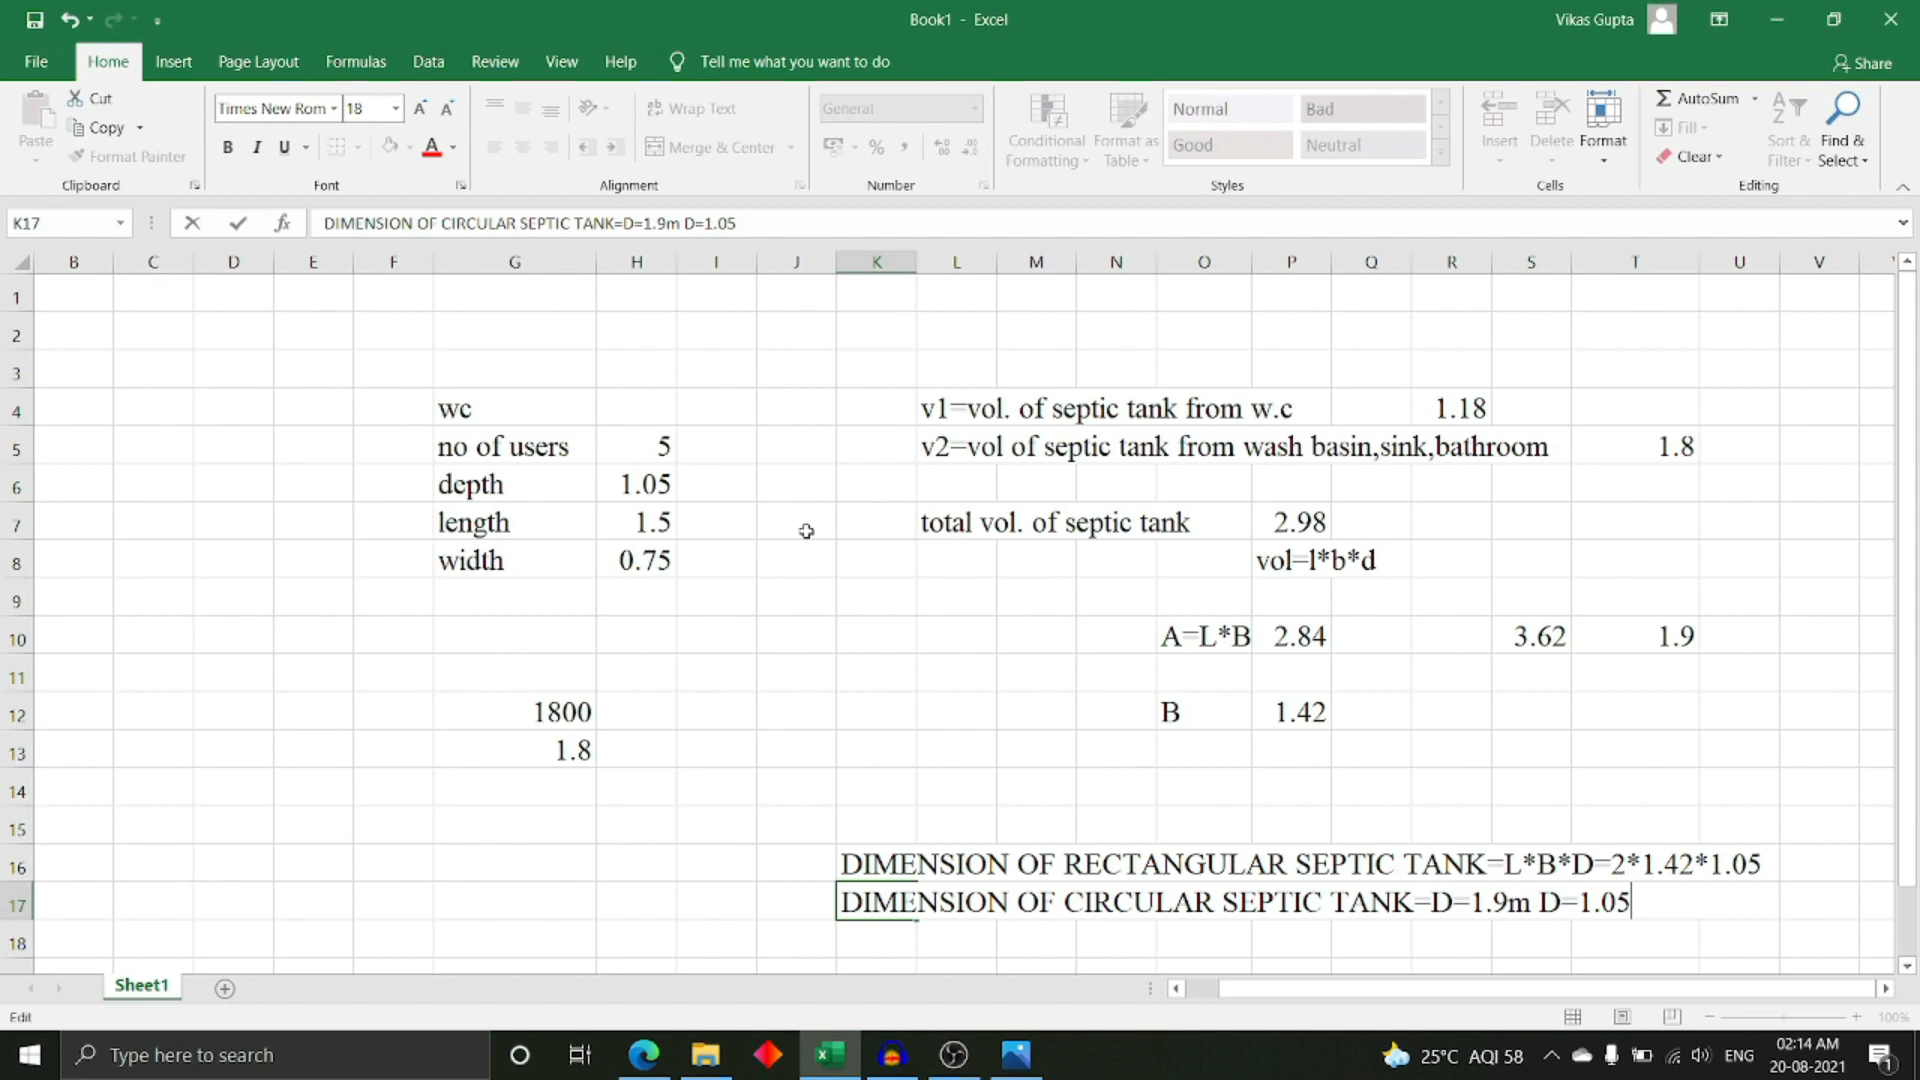 Book1 - Excel
Vikas Gupta
File Home Insert Page Layout Formulas Data Review View Help Tell me what you want to do Share
Paste Cut Copy Format Painter Clipboard
Times New Rom 18 B I U A Font
Wrap Text Merge & Center Alignment
General % , Number
Conditional Formatting Format as Table Normal Bad Good Neutral Styles
Insert Delete Format Cells
AutoSum Fill Clear Sort & Filter Find & Select Editing
K17 fx DIMENSION OF CIRCULAR SEPTIC TANK=D=1.9m D=1.05
B C D E F G H I J K L M N O P Q R S T U V
1
2
3
4 wc v1=vol. of septic tank from w.c 1.18
5 no of users 5 v2=vol of septic tank from wash basin,sink,bathroom 1.8
6 depth 1.05
7 length 1.5 total vol. of septic tank 2.98
8 width 0.75 vol=l*b*d
9
10 A=L*B 2.84 3.62 1.9
11
12 1800 B 1.42
13 1.8
14
15
16 DIMENSION OF RECTANGULAR SEPTIC TANK=L*B*D=2*1.42*1.05
17 DIMENSION OF CIRCULAR SEPTIC TANK=D=1.9m D=1.05
18
Sheet1
Edit 100%
Type here to search 25°C AQI 58 ENG 02:14 AM
20-08-2021 1